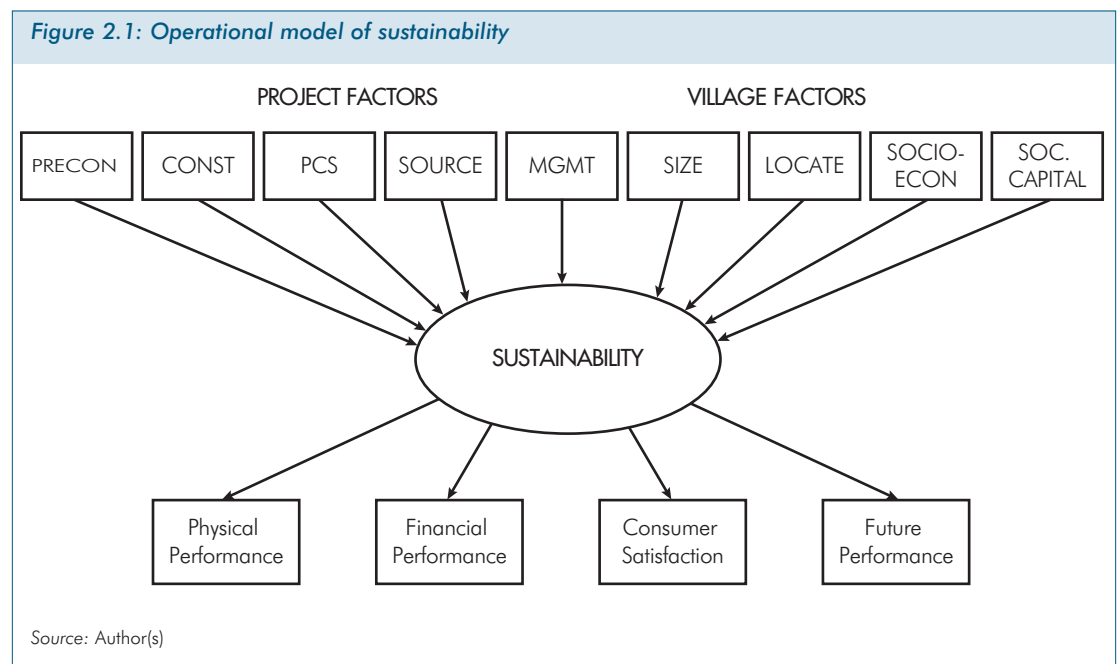 Figure 2.1: Operational model of sustainability
PROJECT FACTORS VILLAGE FACTORS
PRECON
CONST
PCS
SOURCE
MGMT
SIZE
LOCATE
SOCIO-
ECON
SOC.
CAPITAL
SUSTAINABILITY
Physical
Performance
Financial
Performance
Consumer
Satisfaction
Future
Performance
Source: Author(s)